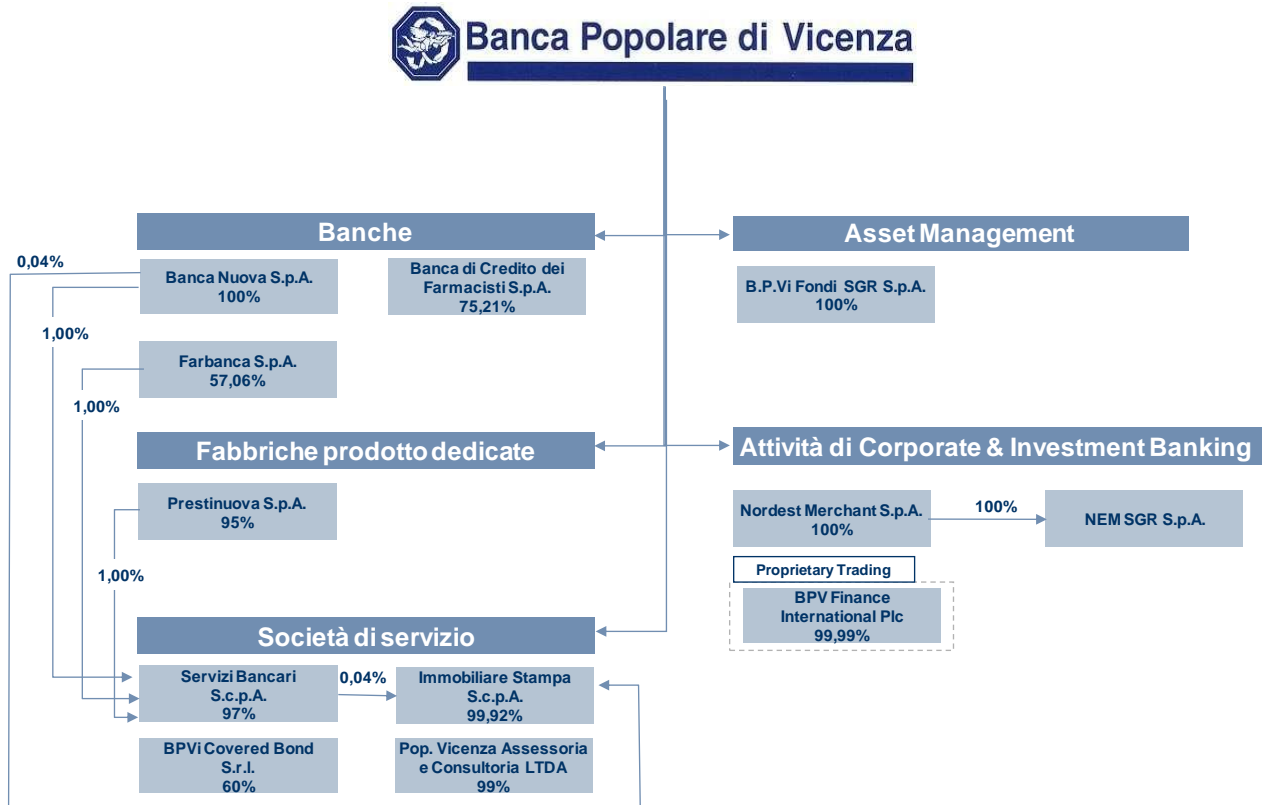 Banca Popolare di Vicenza
Banche
Asset Management
0,04%
Banca Nuova S.p.A.
100%
Banca di Credito dei
Farmacisti S.p.A.
75,21%
B.P.Vi Fondi SGR S.p.A.
100%
1,00%
Farbanca S.p.A.
57,06%
1,00%
Fabbriche prodotto dedicate
Attività di Corporate & Investment Banking
Prestinuova S.p.A.
95%
Nordest Merchant S.p.A.
100%
100%
NEM SGR S.p.A.
1,00%
Proprietary Trading
BPV Finance
International Plc
99,99%
Società di servizio
Servizi Bancari
S.c.p.A.
97%
0,04%
Immobiliare Stampa
S.c.p.A.
99,92%
BPVi Covered Bond
S.r.l.
60%
Pop. Vicenza Assessoria
e Consultoria LTDA
99%